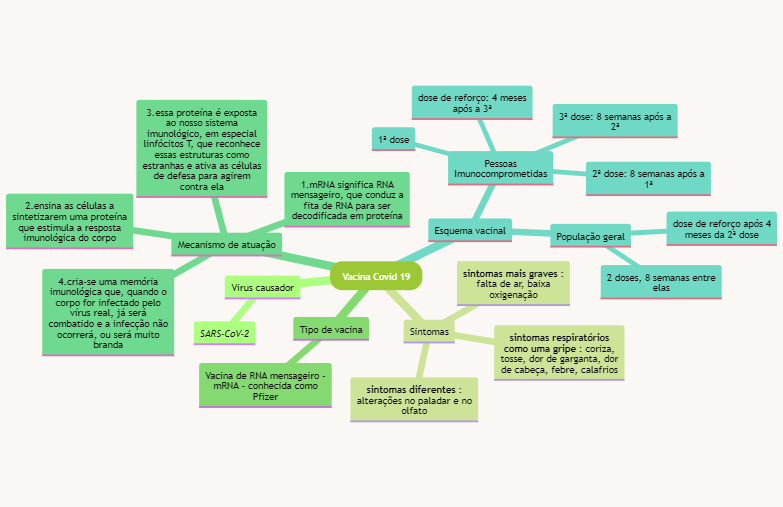 Vacina Covid 19
Mecanismo de atuação
1.mRNA significa RNA
mensageiro, que conduz a
fita de RNA para ser
decodificada em proteína
2.ensina as células a
sintetizarem uma proteína
que estimula a resposta
imunológica do corpo
3.essa proteína é exposta
ao nosso sistema
imunológico, em especial
linfócitos T, que reconhece
essas estruturas como
estranhas e ativa as células
de defesa para agirem
contra ela
4.cria-se uma memória
imunológica que, quando o
corpo for infectado pelo
vírus real, já será
combatido e a infecção não
ocorrerá, ou será muito
branda
Vírus causador
SARS-CoV-2
Tipo de vacina
Vacina de RNA mensageiro -
mRNA - conhecida como
Pfizer
Sintomas
sintomas mais graves :
falta de ar, baixa
oxigenação
sintomas respiratórios
como uma gripe : coriza,
tosse, dor de garganta, dor
de cabeça, febre, calafrios
sintomas diferentes :
alterações no paladar e no
olfato
Esquema vacinal
Pessoas
Imunocomprometidas
1ª dose
dose de reforço: 4 meses
após a 3ª
3ª dose: 8 semanas após a
2ª
2ª dose: 8 semanas após a
1ª
População geral
dose de reforço após 4
meses da 2ª dose
2 doses, 8 semanas entre
elas